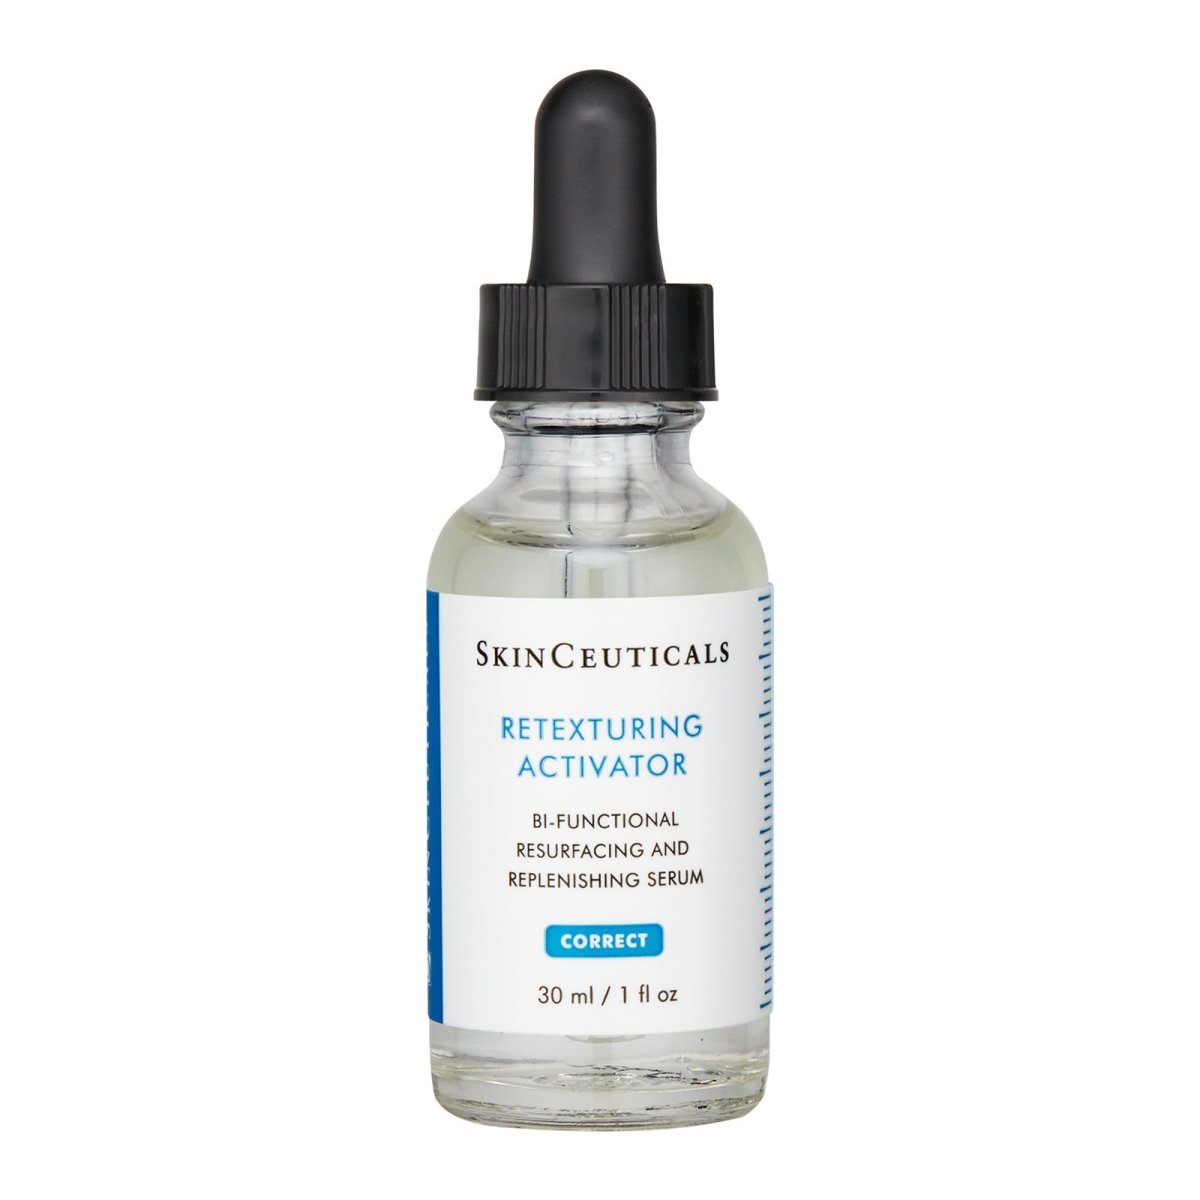 SKINCEUTICALS
RETEXTURING
ACTIVATOR
BI-FUNCTIONAL
RESURFACING AND
REPLENISHING SERUM
CORRECT
30 ml / 1 fl oz